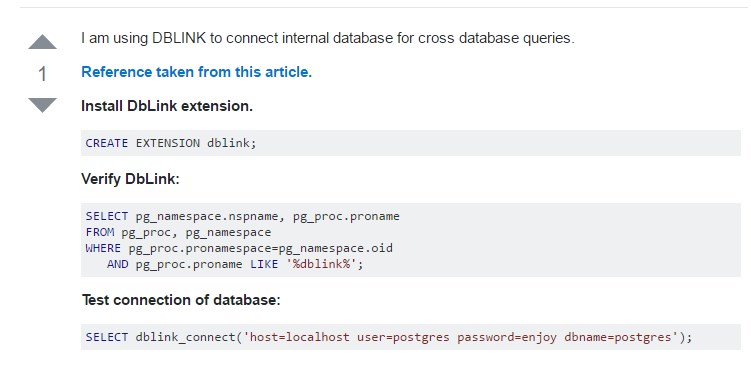 I am using DBLINK to connect internal database for cross database queries.
1
Reference taken from this article.
Install DbLink extension.
CREATE EXTENSION dblink;
Verify DbLink:
SELECT pg_namespace.nspname, pg_proc.proname
FROM pg_proc, pg_namespace
WHERE pg_proc.pronamespace=pg_namespace.oid
   AND pg_proc.proname LIKE '%dblink%';
Test connection of database:
SELECT dblink_connect('host=localhost user=postgres password=enjoy dbname=postgres');